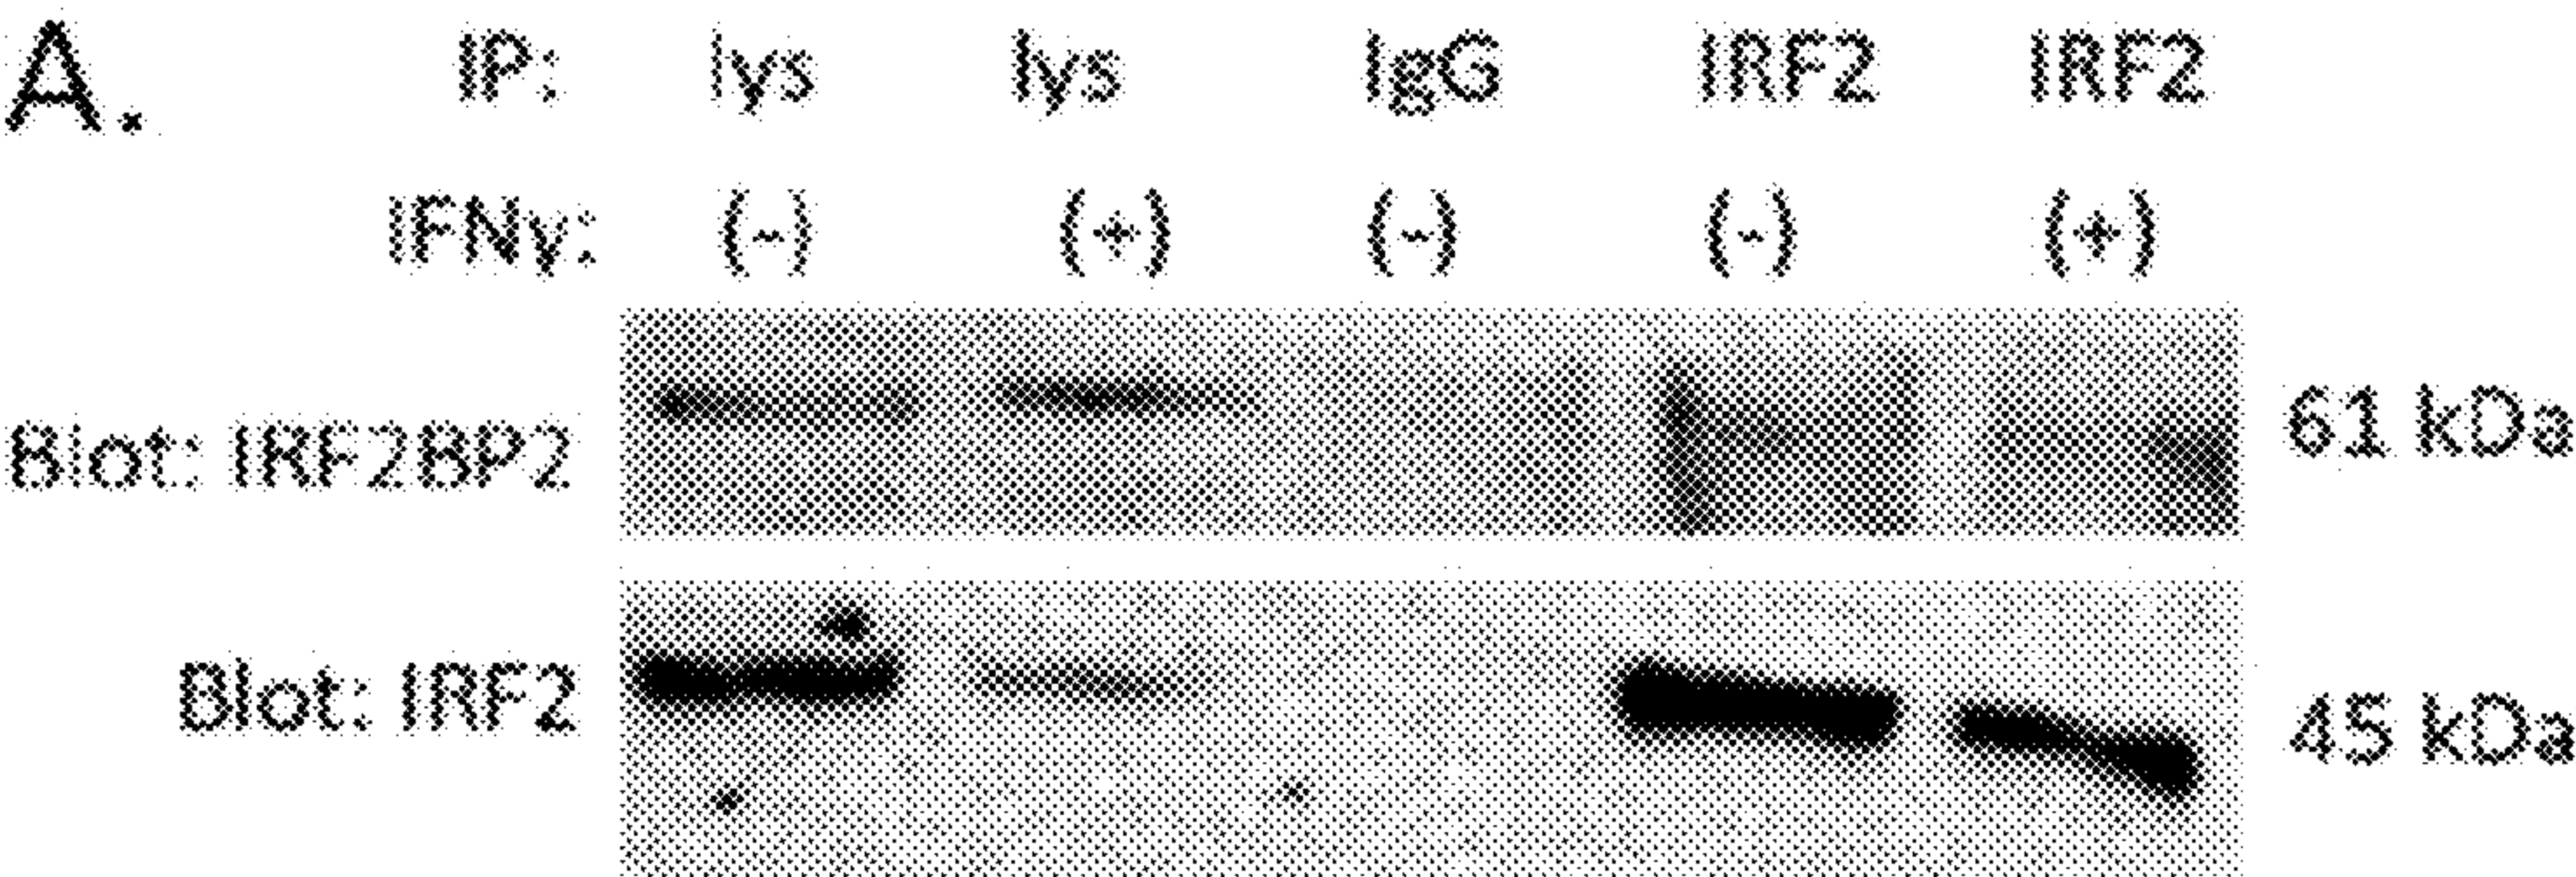 A. IP: lys lys IgG IRF2 IRF2
IFNγ: (-) (+) (-) (-) (+)
Blot: IRF2BP2 61 kDa
Blot: IRF2 45 kDa